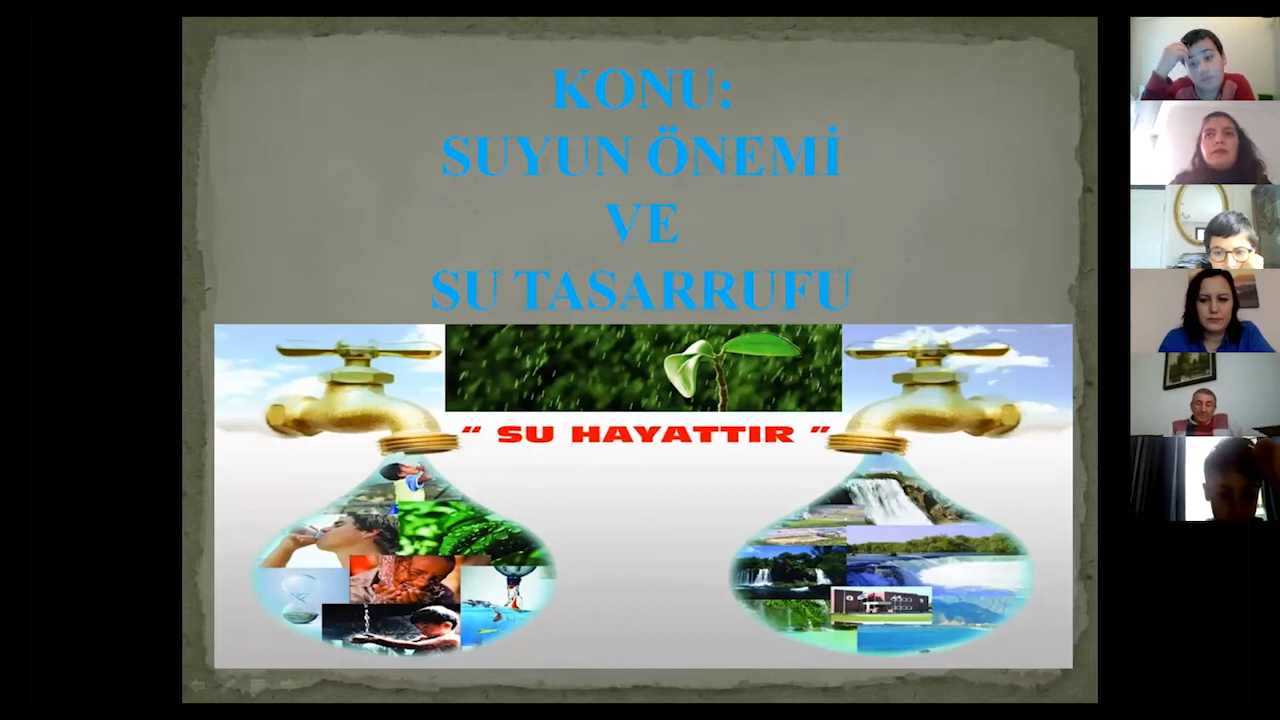 KONU:
SUYUN ÖNEMİ
VE
SU TASARRUFU
“ SU HAYATTIR ”